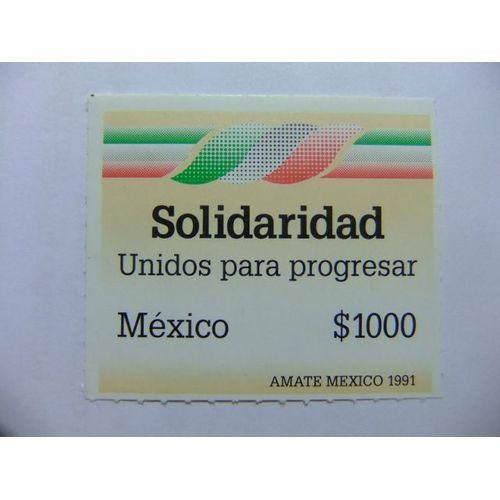 Solidaridad
Unidos para progresar
México $1000
AMATE MEXICO 1991